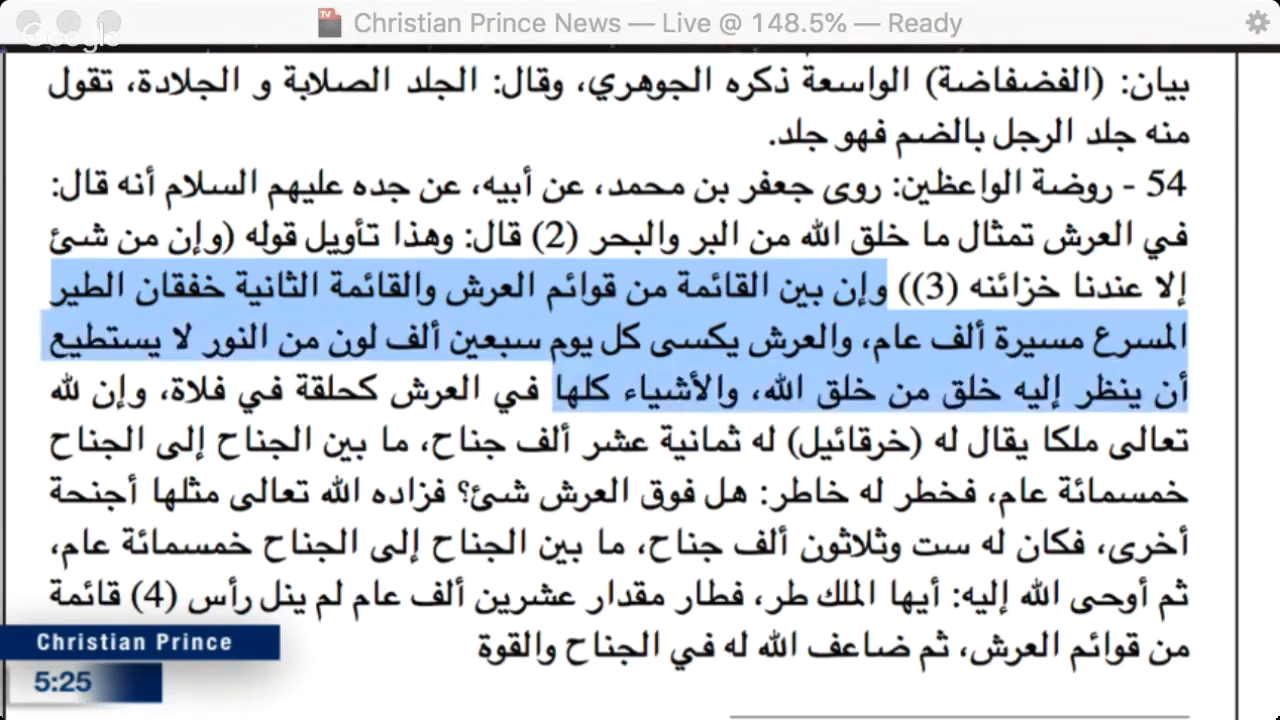 Christian Prince News — Live @ 148.5% — Ready
Google
بيان: (الفضفاضة) الواسعة ذكره الجوهري، وقال: الجلد الصلابة و الجلادة، تقول
منه جلد الرجل بالضم فهو جلد.
54 - روضة الواعظين: روى جعفر بن محمد، عن أبيه، عن جده عليهم السلام أنه قال:
في العرش تمثال ما خلق الله من البر والبحر (2) قال: وهذا تأويل قوله (وإن من شئ
إلا عندنا خزائنه (3)) وإن بين القائمة من قوائم العرش والقائمة الثانية خفقان الطير
المسرع مسيرة ألف عام، والعرش يكسى كل يوم سبعين ألف لون من النور لا يستطيع
أن ينظر إليه خلق من خلق الله، والأشياء كلها في العرش كحلقة في فلاة، وإن لله
تعالى ملكا يقال له (خرقائيل) له ثمانية عشر ألف جناح، ما بين الجناح إلى الجناح
خمسمائة عام، فخطر له خاطر: هل فوق العرش شئ؟ فزاده الله تعالى مثلها أجنحة
أخرى، فكان له ست وثلاثون ألف جناح، ما بين الجناح إلى الجناح خمسمائة عام،
ثم أوحى الله إليه: أيها الملك طر، فطار مقدار عشرين ألف عام لم ينل رأس (4) قائمة
من قوائم العرش، ثم ضاعف الله له في الجناح والقوة
Christian Prince
5:25